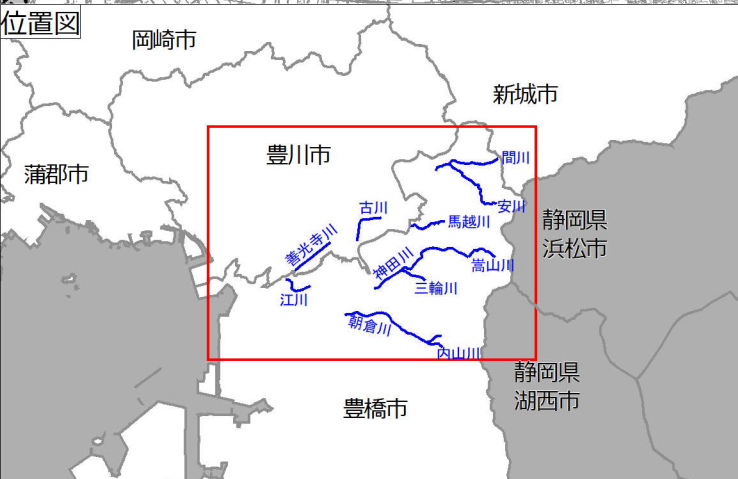 位置図
岡崎市
新城市
豊川市
蒲郡市
間川
安川
古川
馬越川
静岡県
浜松市
善光寺川
神田川
嵩山川
三輪川
江川
朝倉川
内山川
静岡県
湖西市
豊橋市